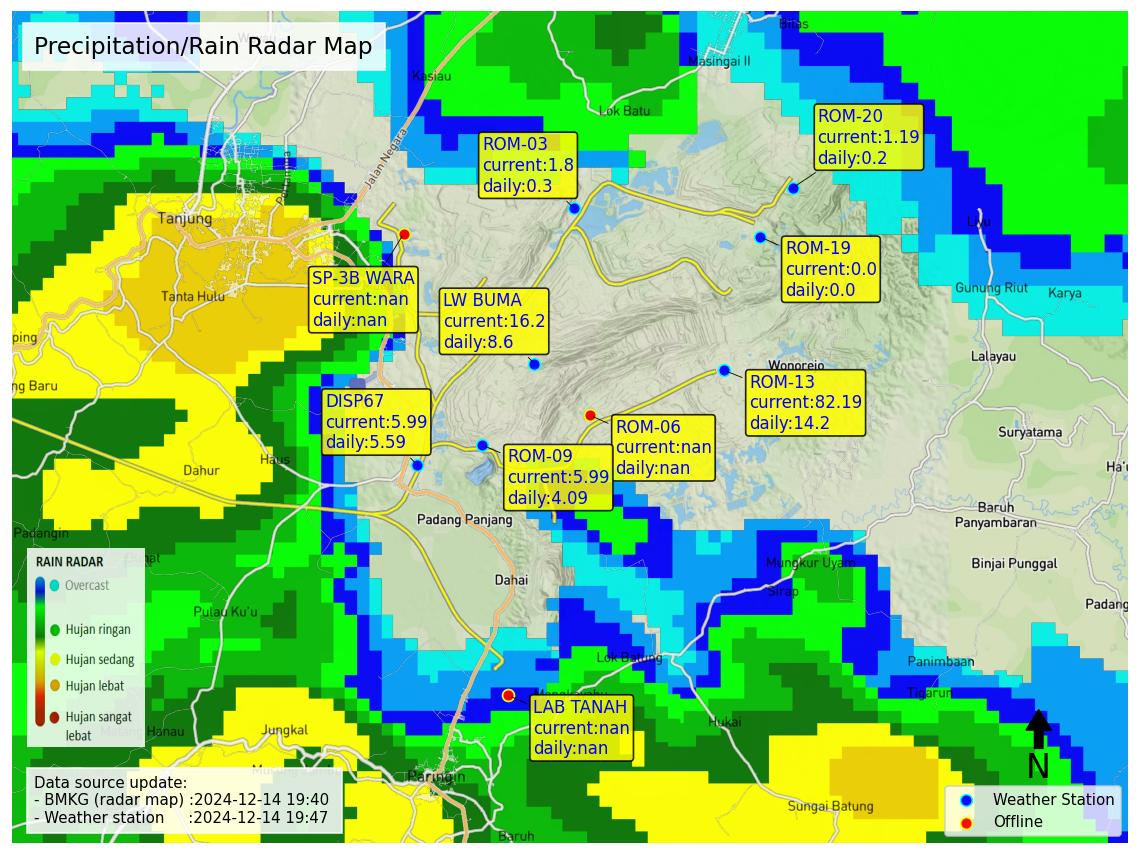 Precipitation/Rain Radar Map
Bilas
Masingai II
Kasiau
Lok Batu
ROM-20
current:1.19
daily:0.2
ROM-03
current:1.8
daily:0.3
Jalan Negara
Tanjung
Liyu
SP-3B WARA
current:nan
daily:nan
ROM-19
current:0.0
daily:0.0
Gunung Riut
Karya
Tanta Hulu
LW BUMA
current:16.2
daily:8.6
ping
Lalayau
Wonorejo
ng Baru
ROM-13
current:82.19
daily:14.2
DISP67
current:5.99
daily:5.59
ROM-06
current:nan
daily:nan
Suryatama
Haus
Dahur
ROM-09
current:5.99
daily:4.09
Ha'u
Padang Panjang
Baruh
Panyambaran
Padangin
Mungkur Uyam
Binjai Punggal
Dahai
Sirap
Padang
Pulau Ku'u
RAIN RADAR
Overcast
Hujan ringan
Hujan sedang
Hujan lebat
Hujan sangat
lebat
Lok Batung
Panimbaan
Tigarun
LAB TANAH
current:nan
daily:nan
Hukai
Jungkal
N
Paringin
Sungai Batung
Baruh
Data source update:
- BMKG (radar map) :2024-12-14 19:40
- Weather station :2024-12-14 19:47
Weather Station
Offline